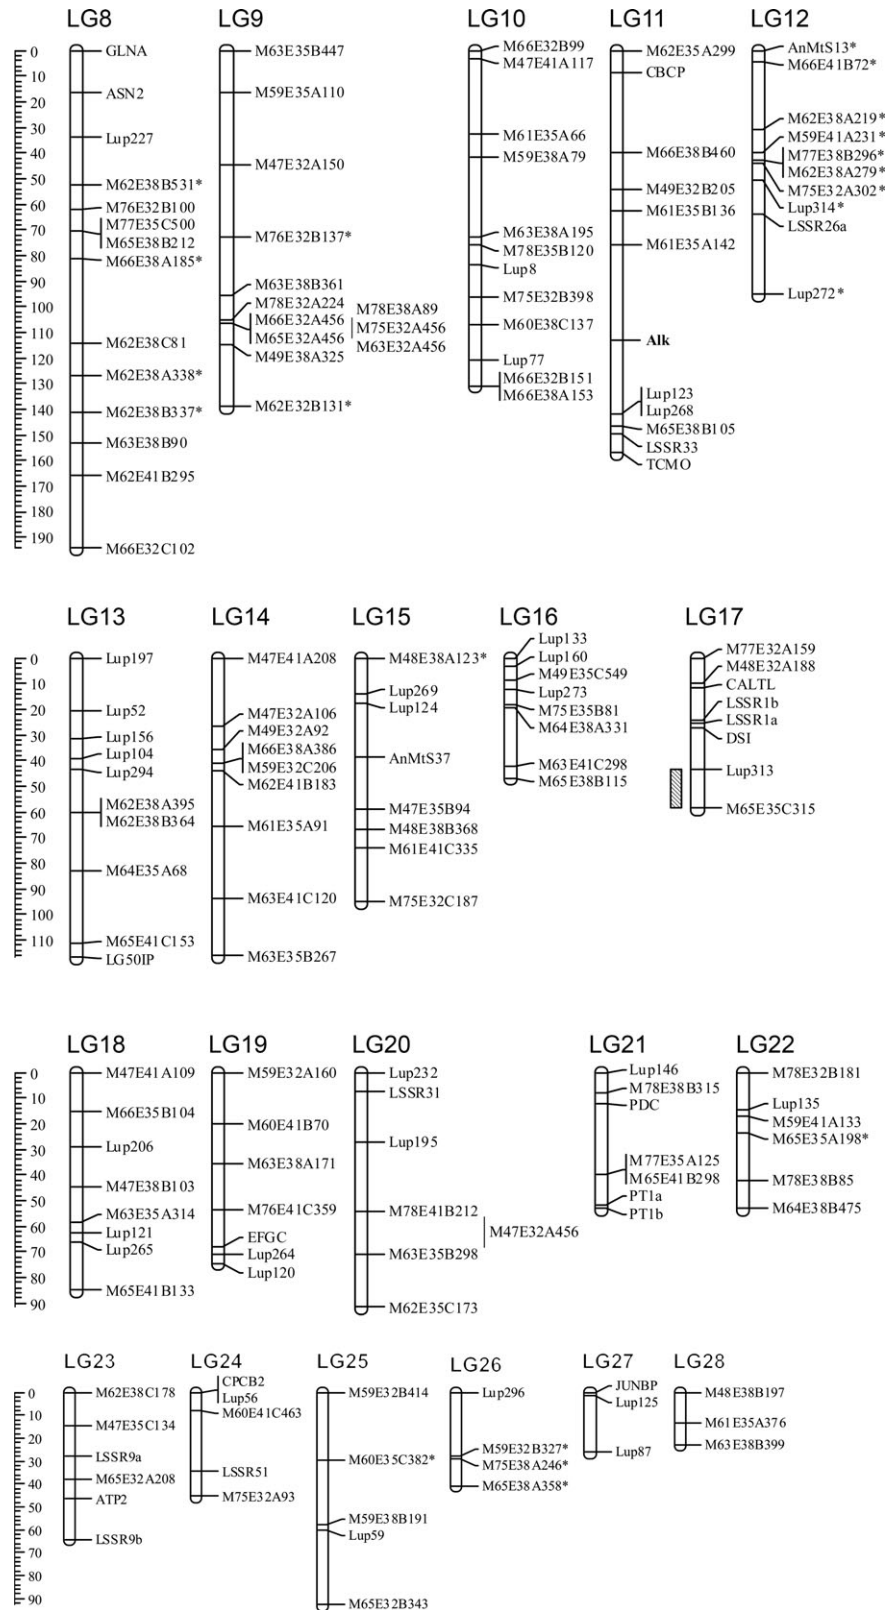 LG8
0
10
20
30
40
50
60
70
80
90
100
110
120
130
140
150
160
170
180
190
GLNA
ASN2
Lup227
M62E38B531*
M76E32B100
M77E35C500
M65E38B212
M66E38A185*
M62E38C81
M62E38A338*
M62E38B337*
M63E38B90
M62E41B295
M66E32C102
LG9
M63E35B447
M59E35A110
M47E32A150
M76E32B137*
M63E38B361
M78E32A224
M66E32A456
M65E32A456
M49E38A325
M62E32B131*
M78E38A89
M75E32A456
M63E32A456
LG10
M66E32B99
M47E41A117
M61E35A66
M59E38A79
M63E38A195
M78E35B120
Lup8
M75E32B398
M60E38C137
Lup77
M66E32B151
M66E38A153
LG11
M62E35A299
CBCP
M66E38B460
M49E32B205
M61E35B136
M61E35A142
Alk
Lup123
Lup268
M65E38B105
LSSR33
TCMO
LG12
AnMtS13*
M66E41B72*
M62E38A219*
M59E41A231*
M77E38B296*
M62E38A279*
M75E32A302*
Lup314*
LSSR26a
Lup272*
LG13
0
10
20
30
40
50
60
70
80
90
100
110
Lup197
Lup52
Lup156
Lup104
Lup294
M62E38A395
M62E38B364
M64E35A68
M65E41C153
LG50IP
LG14
M47E41A208
M47E32A106
M49E32A92
M66E38A386
M59E32C206
M62E41B183
M61E35A91
M63E41C120
M63E35B267
LG15
M48E38A123*
Lup269
Lup124
AnMtS37
M47E35B94
M48E38B368
M61E41C335
M75E32C187
LG16
Lup133
Lup160
M49E35C549
Lup273
M75E35B81
M64E38A331
M63E41C298
M65E38B115
LG17
M77E32A159
M48E32A188
CALTL
LSSR1b
LSSR1a
DSI
Lup313
M65E35C315
LG18
0
10
20
30
40
50
60
70
80
90
M47E41A109
M66E35B104
Lup206
M47E38B103
M63E35A314
Lup121
Lup265
M65E41B133
LG19
M59E32A160
M60E41B70
M63E38A171
M76E41C359
EFGC
Lup264
Lup120
LG20
Lup232
LSSR31
Lup195
M78E41B212
M63E35B298
M62E35C173
M47E32A456
LG21
Lup146
M78E38B315
PDC
M77E35A125
M65E41B298
PT1a
PT1b
LG22
M78E32B181
Lup135
M59E41A133
M65E35A198*
M78E38B85
M64E38B475
LG23
0
10
20
30
40
50
60
70
80
90
M62E38C178
M47E35C134
LSSR9a
M65E32A208
ATP2
LSSR9b
LG24
CPCB2
Lup56
M60E41C463
LSSR51
M75E32A93
LG25
M59E32B414
M60E35C382*
M59E38B191
Lup59
M65E32B343
LG26
Lup296
M59E32B327*
M75E38A246*
M65E38A358*
LG27
JUNBP
Lup125
Lup87
LG28
M48E38B197
M61E35A376
M63E38B399